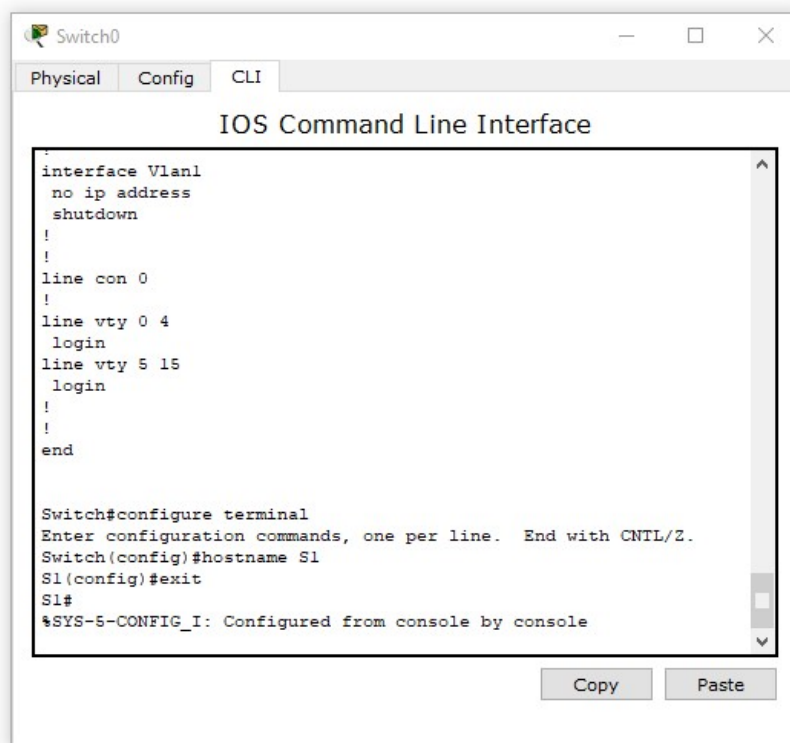 Switch0
Physical Config CLI
IOS Command Line Interface
!
interface Vlan1
no ip address
shutdown
!
!
line con 0
!
line vty 0 4
login
line vty 5 15
login
!
!
end
Switch#configure terminal
Enter configuration commands, one per line.  End with CNTL/Z.
Switch(config)#hostname S1
S1(config)#exit
S1#
%SYS-5-CONFIG_I: Configured from console by console
Copy Paste